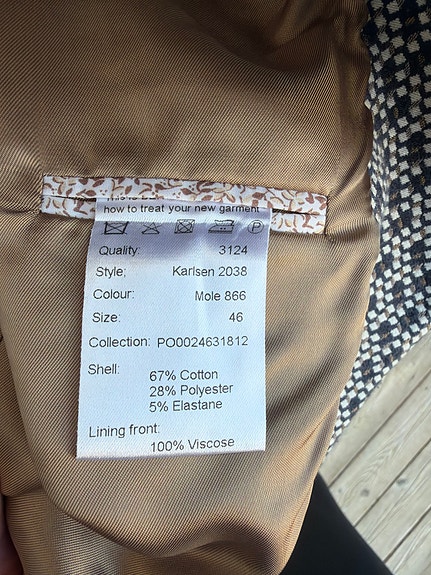 how to treat your new garment
P
Quality: 3124
Style: Karlsen 2038
Colour: Mole 866
Size: 46
Collection: PO0024631812
Shell:
67% Cotton
28% Polyester
5% Elastane
Lining front:
100% Viscose